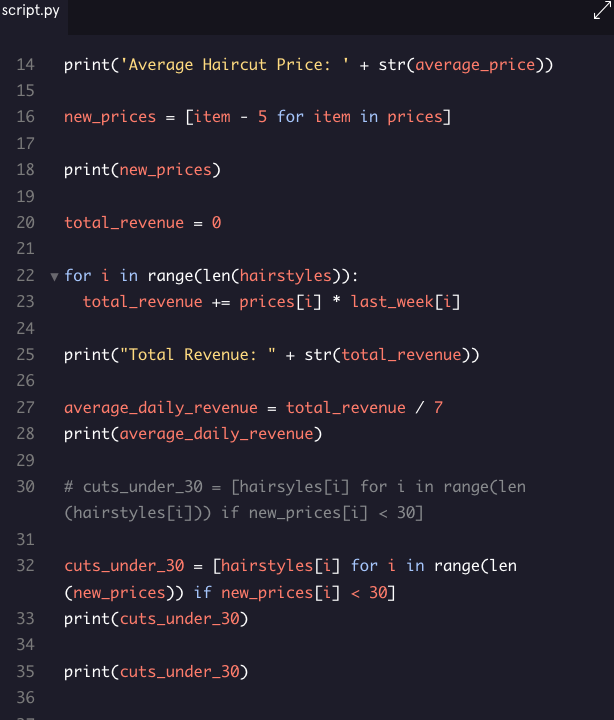 script.py
14 print('Average Haircut Price: ' + str(average_price))
15
16 new_prices = [item - 5 for item in prices]
17
18 print(new_prices)
19
20 total_revenue = 0
21
22 for i in range(len(hairstyles)):
23 total_revenue += prices[i] * last_week[i]
24
25 print("Total Revenue: " + str(total_revenue))
26
27 average_daily_revenue = total_revenue / 7
28 print(average_daily_revenue)
29
30 # cuts_under_30 = [hairsyles[i] for i in range(len
(hairstyles[i])) if new_prices[i] < 30]
31
32 cuts_under_30 = [hairstyles[i] for i in range(len
(new_prices)) if new_prices[i] < 30]
33 print(cuts_under_30)
34
35 print(cuts_under_30)
36